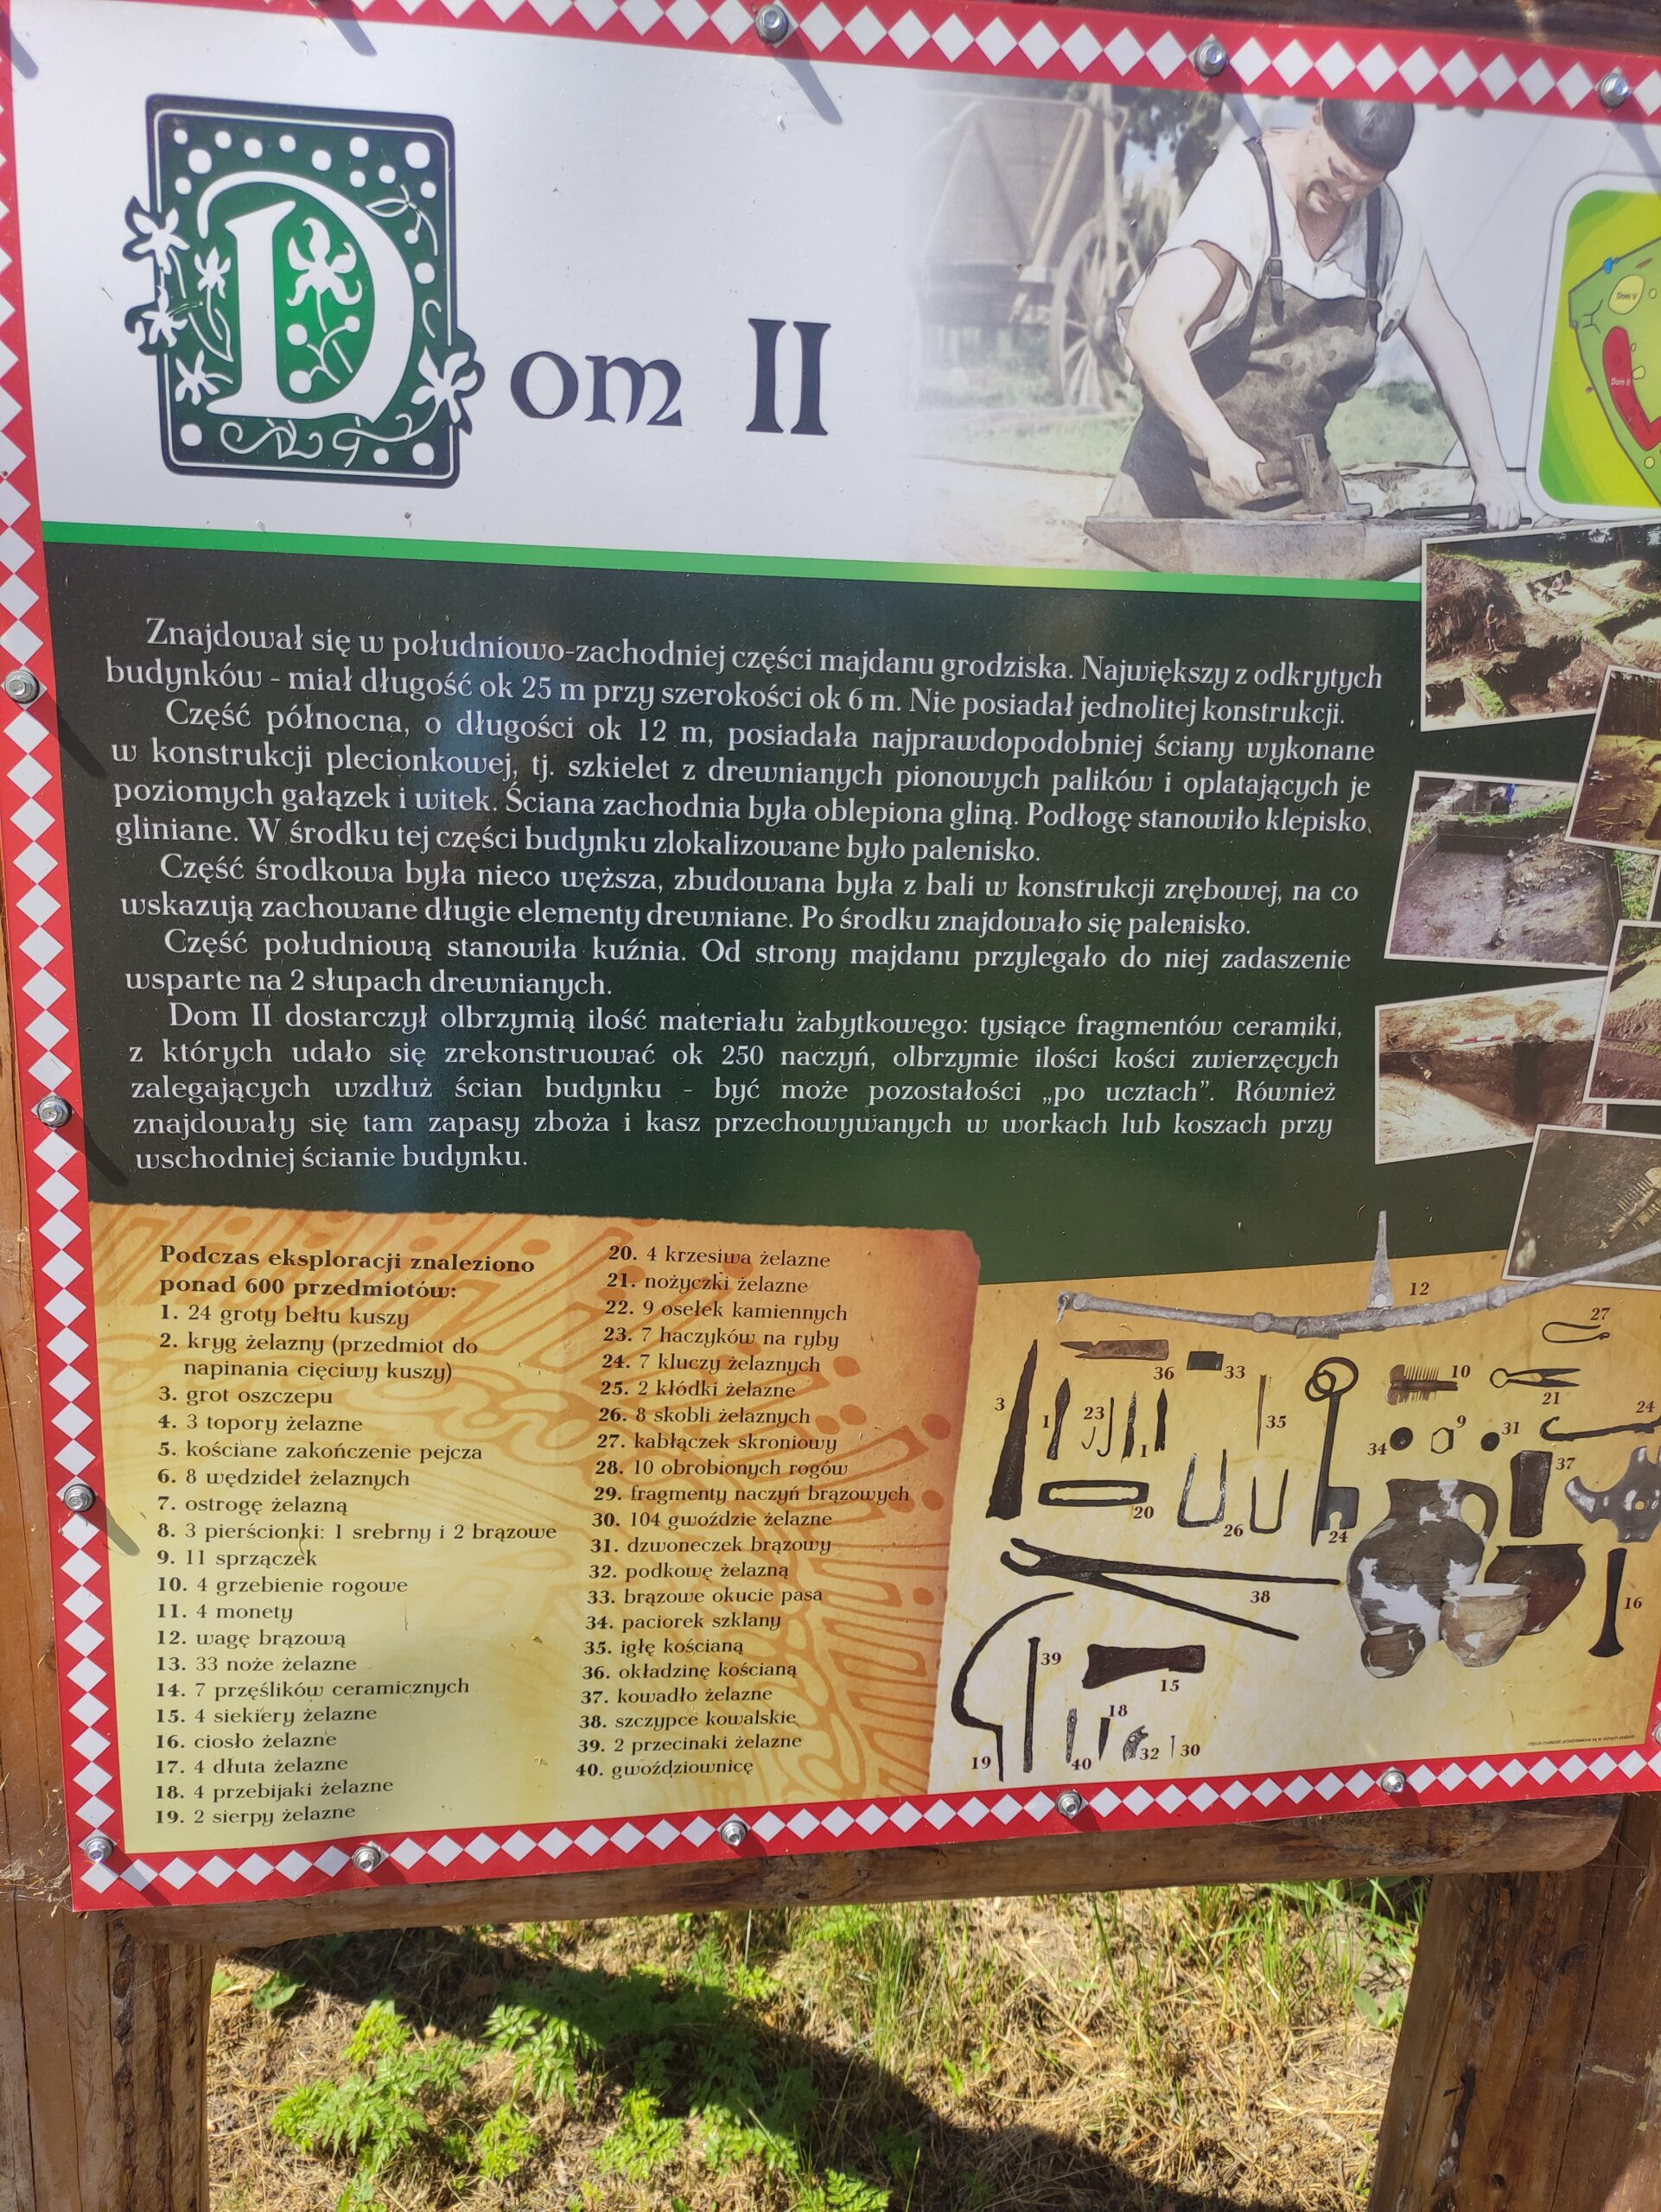 Dom II
Znajdował się w południowo-zachodniej części majdanu grodziska. Największy z odkrytych
budynków - miał długość ok 25 m przy szerokości ok 6 m. Nie posiadał jednolitej konstrukcji.
Część północna, o długości ok 12 m, posiadała najprawdopodobniej ściany wykonane
w konstrukcji plecionkowej, tj. szkielet z drewnianych pionowych palików i oplatających je
poziomych gałązek i witek. Ściana zachodnia była oblepiona gliną. Podłogę stanowiło klepisko
gliniane. W środku tej części budynku zlokalizowane było palenisko.
Część środkowa była nieco węższa, zbudowana była z bali w konstrukcji zrębowej, na co
wskazują zachowane długie elementy drewniane. Po środku znajdowało się palenisko.
Część południową stanowiła kuźnia. Od strony majdanu przylegało do niej zadaszenie
wsparte na 2 słupach drewnianych.
Dom II dostarczył olbrzymią ilość materiału zabytkowego: tysiące fragmentów ceramiki,
z których udało się zrekonstruować ok 250 naczyń, olbrzymie ilości kości zwierzęcych
zalegających wzdłuż ścian budynku - być może pozostałości „po ucztach”. Również
znajdowały się tam zapasy zboża i kasz przechowywanych w workach lub koszach przy
wschodniej ścianie budynku.
Podczas eksploracji znaleziono
ponad 600 przedmiotów:
1. 24 groty bełtu kuszy
2. kryg żelazny (przedmiot do
napinania cięciwy kuszy)
3. grot oszczepu
4. 3 topory żelazne
5. kościane zakończenie pejcza
6. 8 wędzideł żelaznych
7. ostrogę żelazną
8. 3 pierścionki: 1 srebrny i 2 brązowe
9. 11 sprzączek
10. 4 grzebienie rogowe
11. 4 monety
12. wagę brązową
13. 33 noże żelazne
14. 7 przęślików ceramicznych
15. 4 siekiery żelazne
16. ciosło żelazne
17. 4 dłuta żelazne
18. 4 przebijaki żelazne
19. 2 sierpy żelazne
20. 4 krzesiwa żelazne
21. nożyczki żelazne
22. 9 osełek kamiennych
23. 7 haczyków na ryby
24. 7 kluczy żelaznych
25. 2 kłódki żelazne
26. 8 skobli żelaznych
27. kabłączek skroniowy
28. 10 obrobionych rogów
29. fragmenty naczyń brązowych
30. 104 gwoździe żelazne
31. dzwoneczek brązowy
32. podkowę żelazną
33. brązowe okucie pasa
34. paciorek szklany
35. igłę kościaną
36. okładzinę kościaną
37. kowadło żelazne
38. szczypce kowalskie
39. 2 przecinaki żelazne
40. gwoździownicę
Dom V
Dom II
12
27
36
33
10
21
3
1
23
1
35
24
34
9
31
37
20
26
24
38
16
39
15
18
19
40
32
30